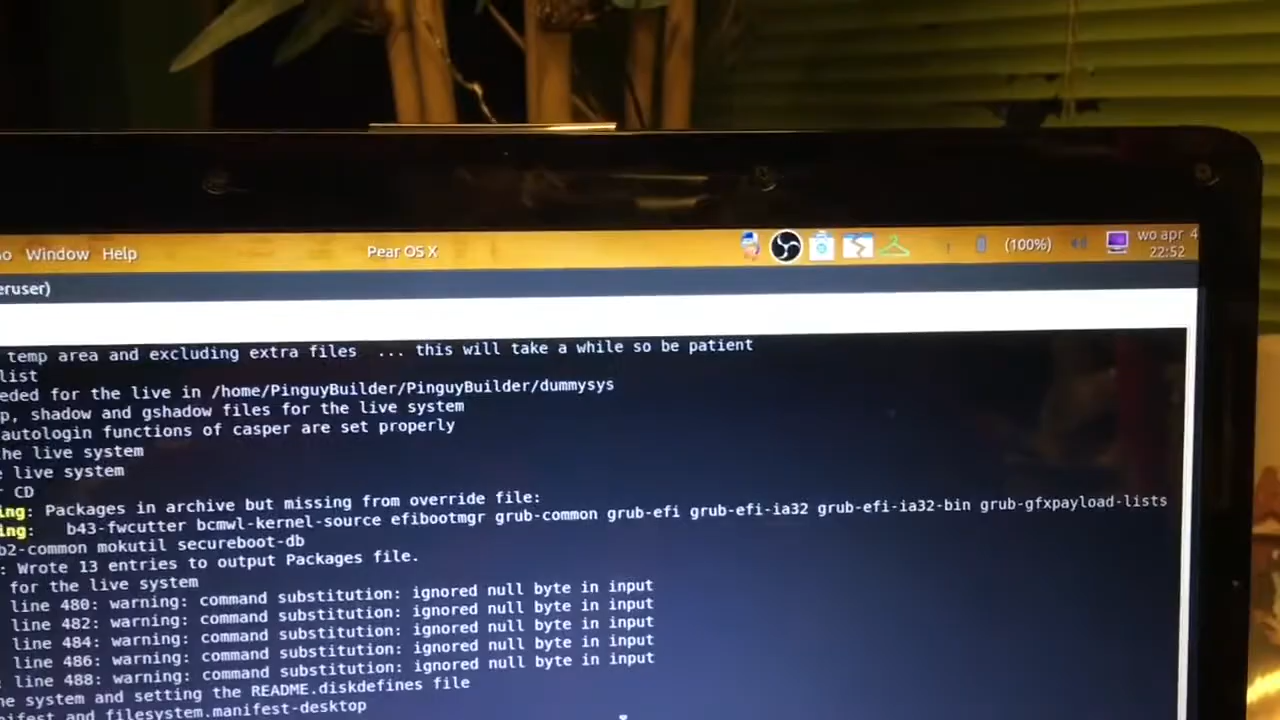 Window Help Pear OS X (100%) wo apr 4
22:52
eruser)
temp area and excluding extra files ... this will take a while so be patient
list
eded for the live in /home/PinguyBuilder/PinguyBuilder/dummysys
p, shadow and gshadow files for the live system
autologin functions of casper are set properly
the live system
e live system
r CD
ing: Packages in archive but missing from override file:
ing: b43-fwcutter bcmwl-kernel-source efibootmgr grub-common grub-efi grub-efi-ia32 grub-efi-ia32-bin grub-gfxpayload-lists
b2-common mokutil secureboot-db
: Wrote 13 entries to output Packages file.
for the live system
line 480: warning: command substitution: ignored null byte in input
line 482: warning: command substitution: ignored null byte in input
line 484: warning: command substitution: ignored null byte in input
line 486: warning: command substitution: ignored null byte in input
line 488: warning: command substitution: ignored null byte in input
he system and setting the README.diskdefines file
nifest and filesystem.manifest-desktop